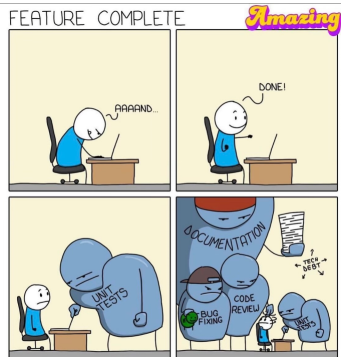 FEATURE COMPLETE
Amazing
AAAAND...
DONE!
UNIT
TESTS
DOCUMENTATION
?
TECH
DEBT
BUG
FIXING
CODE
REVIEW
UNIT
TESTS